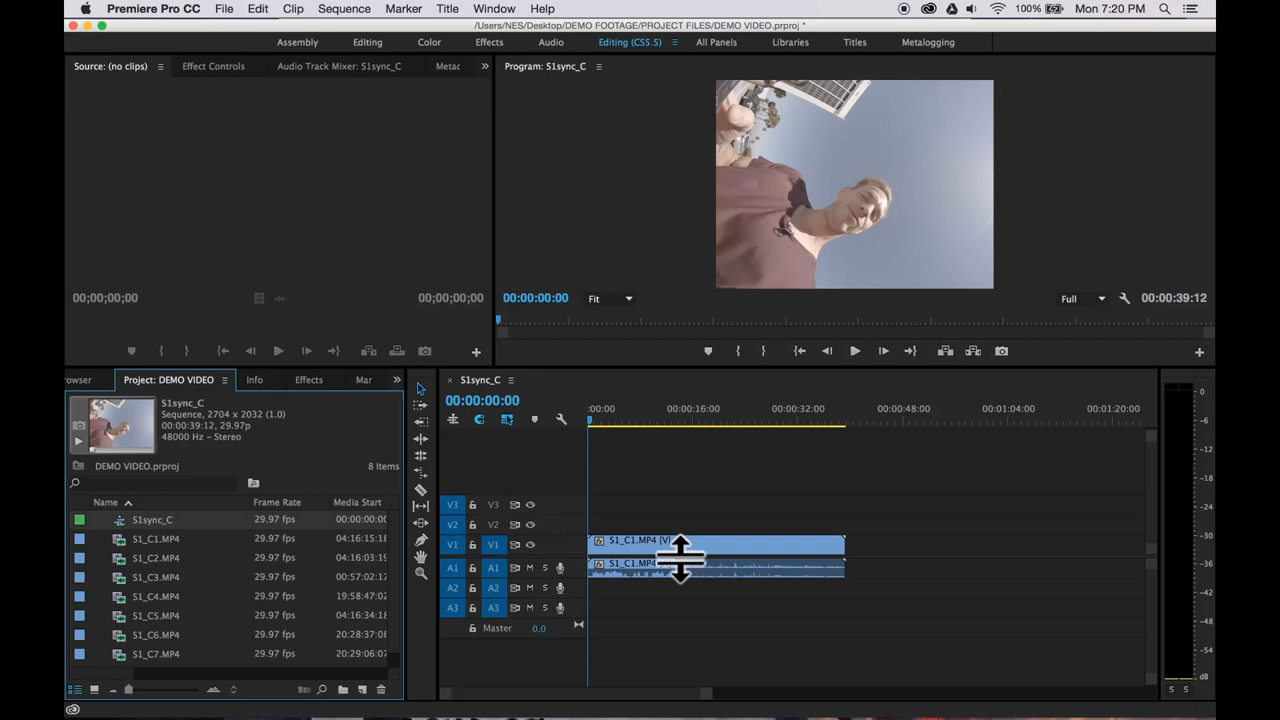 Premiere Pro CC File Edit Clip Sequence Marker Title Window Help 100% Mon 7:20 PM
/Users/NES/Desktop/DEMO FOOTAGE/PROJECT FILES/DEMO VIDEO.prproj *
Assembly Editing Color Effects Audio Editing (CS5.5) All Panels Libraries Titles Metalogging
Source: (no clips) Effect Controls Audio Track Mixer: S1sync_C Metac
Program: S1sync_C
00;00;00;00 00;00;00;00
00:00:00:00 Fit Full 00:00:39:12
rowser Project: DEMO VIDEO Info Effects Mar
S1sync_C
Sequence, 2704 x 2032 (1.0)
00:00:39:12, 29.97p
48000 Hz - Stereo
DEMO VIDEO.prproj 8 Items
Name Frame Rate Media Start
S1sync_C 29.97 fps 00:00:00:00
S1_C1.MP4 29.97 fps 04:16:15:18
S1_C2.MP4 29.97 fps 04:16:03:19
S1_C3.MP4 29.97 fps 00:57:02:17
S1_C4.MP4 29.97 fps 19:58:47:02
S1_C5.MP4 29.97 fps 04:16:34:18
S1_C6.MP4 29.97 fps 20:28:37:08
S1_C7.MP4 29.97 fps 20:29:06:07
S1sync_C
00:00:00:00
:00:00 00:00:16:00 00:00:32:00 00:00:48:00 00:01:04:00 00:01:20:00
V3 V3
V2 V2
V1 V1 S1_C1.MP4 [V]
A1 A1 M S S1_C1.MP4
A2 A2 M S
A3 A3 M S
Master 0.0
0
-6
-12
-18
-24
-30
-36
-42
-48
-54
dB
S S